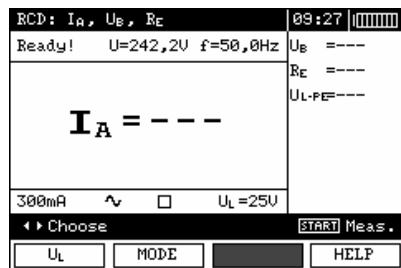 RCD: IA, UB, RE 09:27
Ready! U=242,2V f=50,0Hz
UB =---
RE =---
UL-PE=---
IA = ---
300mA ∿ □ UL=25V
◂ ▸ Choose START Meas.
UL MODE HELP